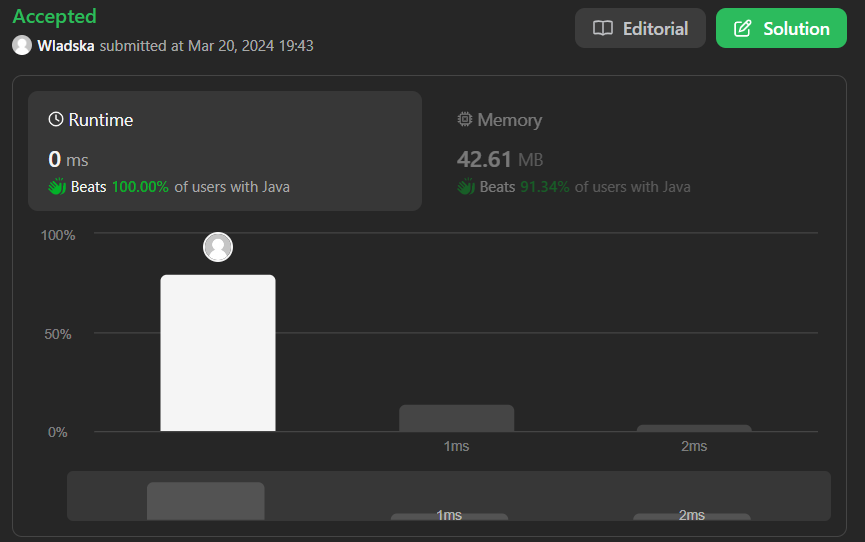 Accepted
Wladska submitted at Mar 20, 2024 19:43
Editorial
Solution
Runtime
0 ms
Beats 100.00% of users with Java
Memory
42.61 MB
Beats 91.34% of users with Java
100%
50%
0%
1ms
2ms
1ms
2ms